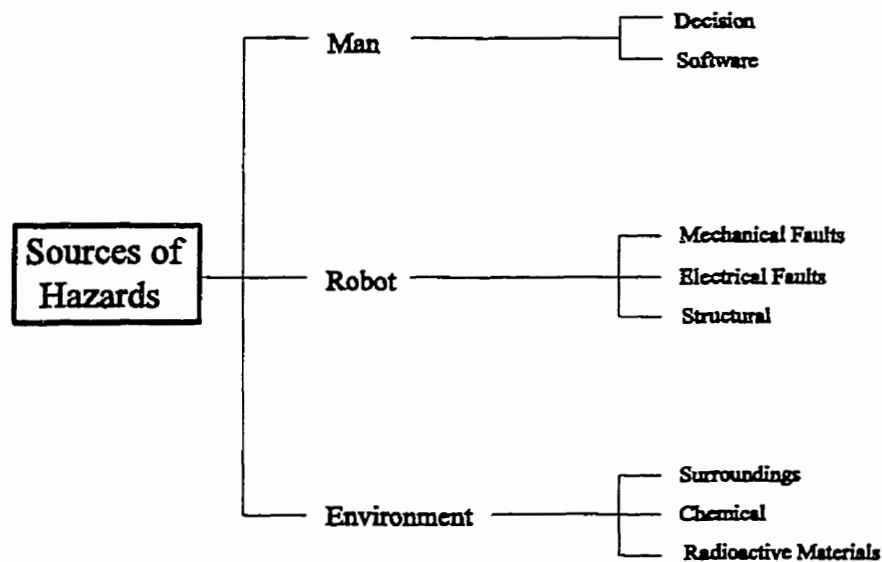 Sources of
Hazards
Man
Decision
Software
Robot
Mechanical Faults
Electrical Faults
Structural
Environment
Surroundings
Chemical
Radioactive Materials